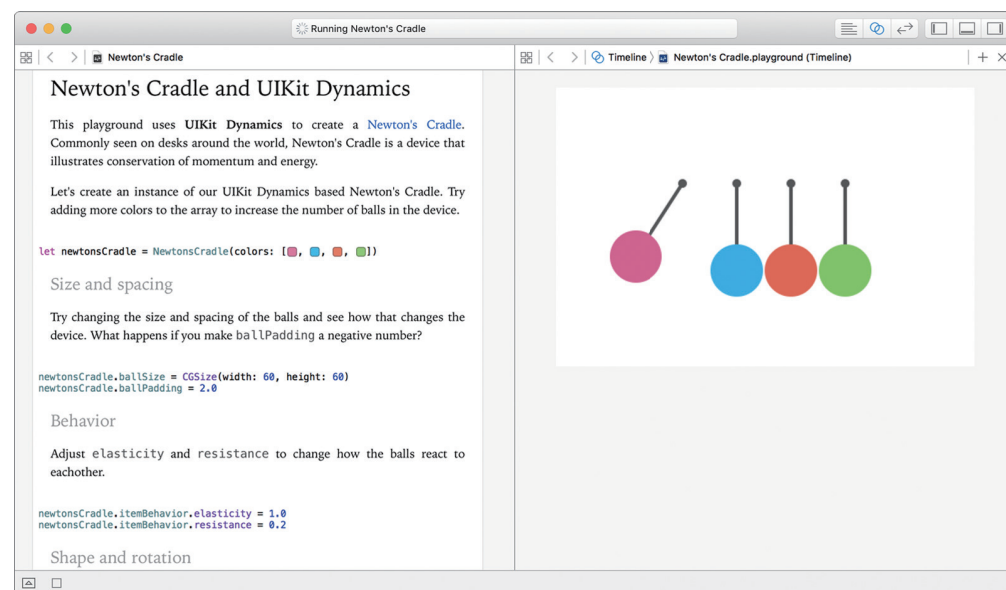 Running Newton's Cradle
Newton's Cradle
Timeline
Newton's Cradle.playground (Timeline)
Newton's Cradle and UIKit Dynamics
This playground uses UIKit Dynamics to create a Newton's Cradle.
Commonly seen on desks around the world, Newton's Cradle is a device that
illustrates conservation of momentum and energy.
Let's create an instance of our UIKit Dynamics based Newton's Cradle. Try
adding more colors to the array to increase the number of balls in the device.
let newtonsCradle = NewtonsCradle(colors: [ , , , ])
Size and spacing
Try changing the size and spacing of the balls and see how that changes the
device. What happens if you make ballPadding a negative number?
newtonsCradle.ballSize = CGSize(width: 60, height: 60)
newtonsCradle.ballPadding = 2.0
Behavior
Adjust elasticity and resistance to change how the balls react to
eachother.
newtonsCradle.itemBehavior.elasticity = 1.0
newtonsCradle.itemBehavior.resistance = 0.2
Shape and rotation